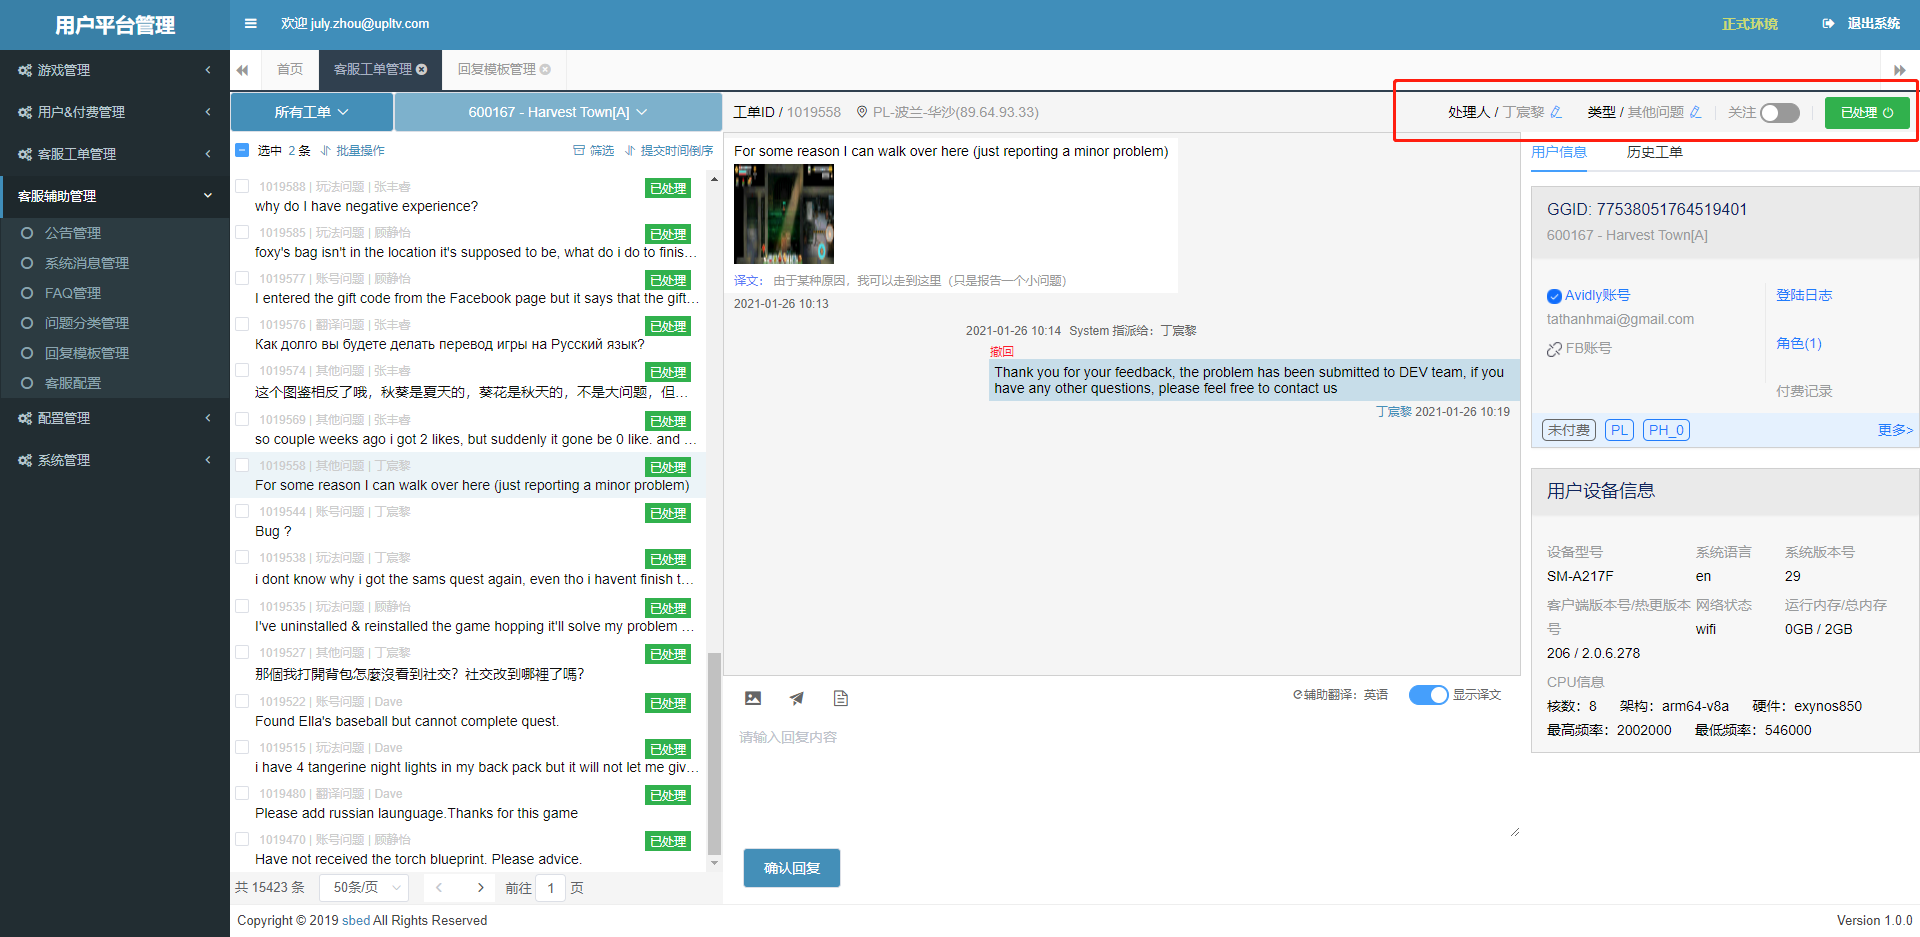 用户平台管理
欢迎 july.zhou@upltv.com
正式环境
退出系统
游戏管理
用户&付费管理
客服工单管理
客服辅助管理
公告管理
系统消息管理
FAQ管理
问题分类管理
回复模板管理
客服配置
配置管理
系统管理
首页
客服工单管理
回复模板管理
所有工单
600167 - Harvest Town[A]
选中 2 条
批量操作
筛选
提交时间倒序
1019588 | 玩法问题 | 张丰睿
已处理
why do I have negative experience?
1019585 | 玩法问题 | 顾静怡
已处理
foxy's bag isn't in the location it's supposed to be, what do i do to finis…
1019577 | 账号问题 | 顾静怡
已处理
I entered the gift code from the Facebook page but it says that the gift…
1019576 | 翻译问题 | 张丰睿
已处理
Как долго вы будете делать перевод игры на Русский язык?
1019574 | 其他问题 | 张丰睿
已处理
这个图鉴相反了哦，秋葵是夏天的，葵花是秋天的，不是大问题，但…
1019569 | 其他问题 | 张丰睿
已处理
so couple weeks ago i got 2 likes, but suddenly it gone be 0 like. and …
1019558 | 其他问题 | 丁宸黎
已处理
For some reason I can walk over here (just reporting a minor problem)
1019544 | 账号问题 | 丁宸黎
已处理
Bug ?
1019538 | 玩法问题 | 丁宸黎
已处理
i dont know why i got the sams quest again, even tho i havent finish t…
1019535 | 玩法问题 | 顾静怡
已处理
I've uninstalled & reinstalled the game hopping it'll solve my problem …
1019527 | 其他问题 | 丁宸黎
已处理
那個我打開背包怎麼沒看到社交？社交改到哪裡了嗎？
1019522 | 账号问题 | Dave
已处理
Found Ella's baseball but cannot complete quest.
1019515 | 玩法问题 | Dave
已处理
i have 4 tangerine night lights in my back pack but it will not let me giv…
1019480 | 翻译问题 | Dave
已处理
Please add russian launguage.Thanks for this game
1019470 | 账号问题 | 顾静怡
已处理
Have not received the torch blueprint. Please advice.
共 15423 条
50条/页
前往 1 页
工单ID / 1019558
PL-波兰-华沙(89.64.93.33)
处理人 / 丁宸黎
类型 / 其他问题
关注
已处理
For some reason I can walk over here (just reporting a minor problem)
译文： 由于某种原因，我可以走到这里（只是报告一个小问题）
2021-01-26 10:13
2021-01-26 10:14 System 指派给：丁宸黎
撤回
Thank you for your feedback, the problem has been submitted to DEV team, if you
have any other questions, please feel free to contact us
丁宸黎 2021-01-26 10:19
辅助翻译：英语
显示译文
请输入回复内容
确认回复
用户信息
历史工单
GGID: 77538051764519401
600167 - Harvest Town[A]
Avidly账号
tathanhmai@gmail.com
FB账号
登陆日志
角色(1)
付费记录
未付费
PL
PH_0
更多>
用户设备信息
设备型号 系统语言 系统版本号
SM-A217F en 29
客户端版本号/热更版本 网络状态 运行内存/总内存
号 wifi 0GB / 2GB
206 / 2.0.6.278
CPU信息
核数：8 架构：arm64-v8a 硬件：exynos850
最高频率：2002000 最低频率：546000
Copyright © 2019 sbed All Rights Reserved
Version 1.0.0